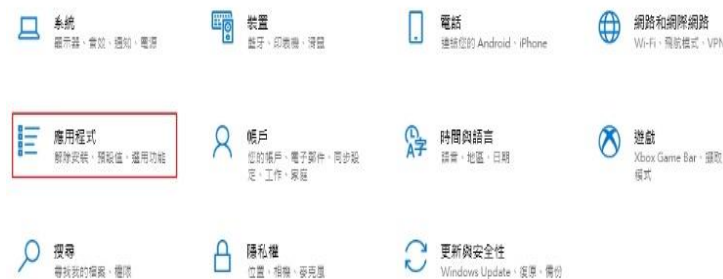 系統
顯示器、音效、通知、電源
裝置
藍牙、印表機、滑鼠
電話
連結您的 Android、iPhone
網路和網際網路
Wi-Fi、飛航模式、VPN
應用程式
解除安裝、預設值、選用功能
帳戶
您的帳戶、電子郵件、同步設
定、工作、家庭
時間與語言
語音、地區、日期
遊戲
Xbox Game Bar、擷取
模式
搜尋
尋找我的檔案、權限
隱私權
位置、相機、麥克風
更新與安全性
Windows Update、復原、備份